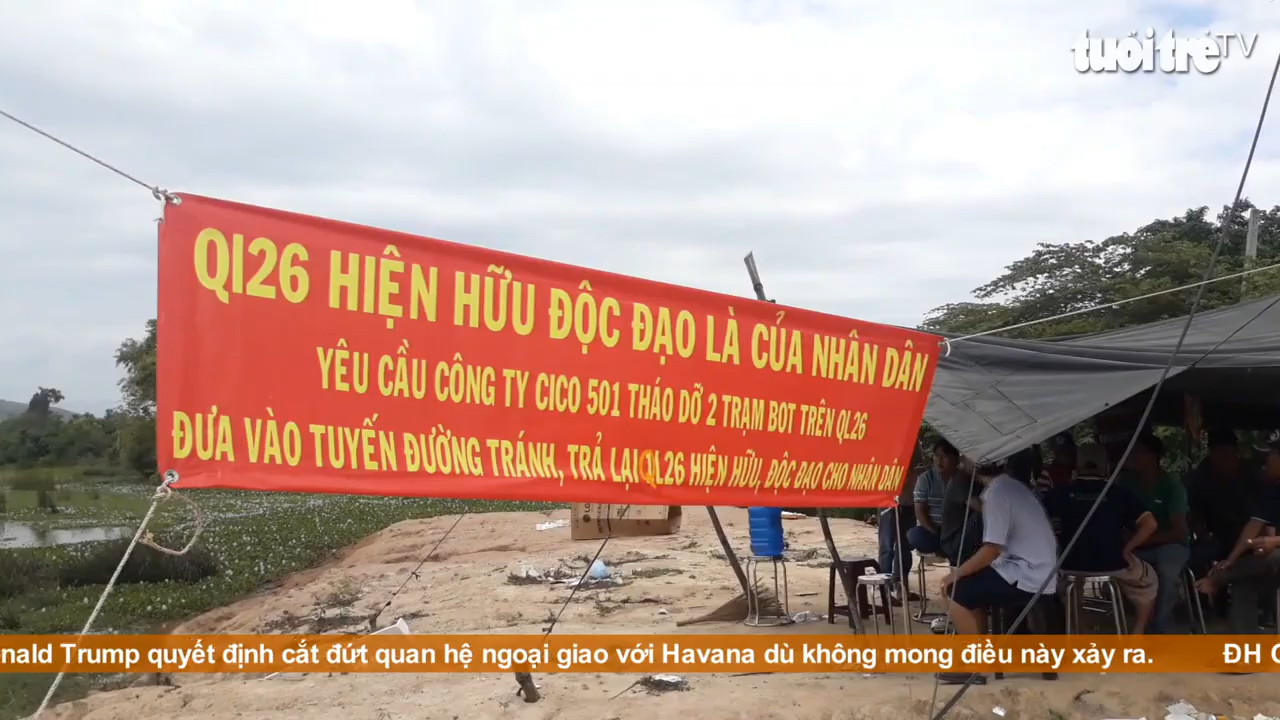 tuổi trẻ TV
QI26 HIỆN HỮU ĐỘC ĐẠO LÀ CỦA NHÂN DÂN
YÊU CẦU CÔNG TY CICO 501 THÁO DỠ 2 TRẠM BOT TRÊN QL26
ĐƯA VÀO TUYẾN ĐƯỜNG TRÁNH, TRẢ LẠI QL26 HIỆN HỮU, ĐỘC ĐẠO CHO NHÂN DÂN
nald Trump quyết định cắt đứt quan hệ ngoại giao với Havana dù không mong điều này xảy ra. ĐH